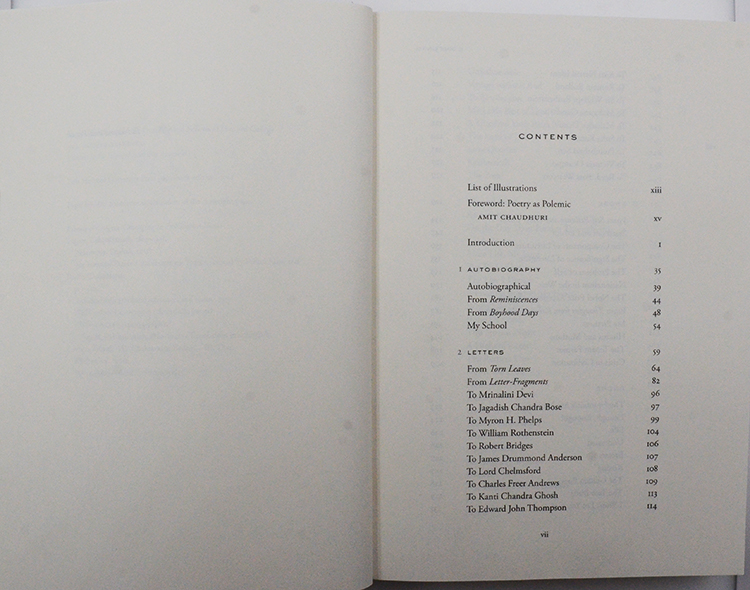 CONTENTS
List of Illustrations xiii
Foreword: Poetry as Polemic
AMIT CHAUDHURI xv
Introduction 1
1 AUTOBIOGRAPHY 35
Autobiographical 39
From Reminiscences 44
From Boyhood Days 48
My School 54
2 LETTERS 59
From Torn Leaves 64
From Letter-Fragments 82
To Mrinalini Devi 96
To Jagadish Chandra Bose 97
To Myron H. Phelps 99
To William Rothenstein 104
To Robert Bridges 106
To James Drummond Anderson 107
To Lord Chelmsford 108
To Charles Freer Andrews 109
To Kanti Chandra Ghosh 113
To Edward John Thompson 114
vii